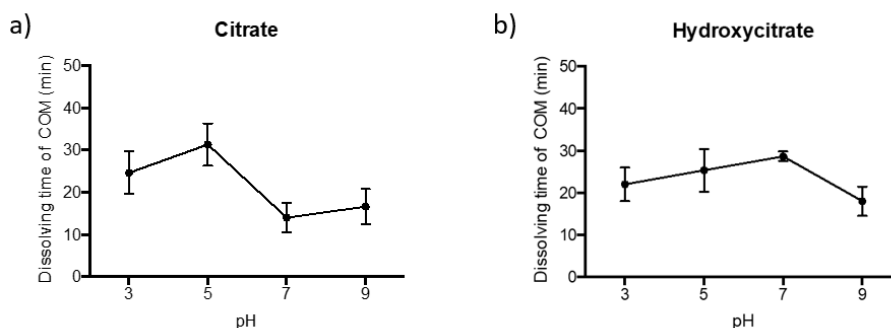 a)
Citrate
Dissolving time of COM (min)
50
40
30
20
10
0
3 5 7 9
pH
b)
Hydroxycitrate
Dissolving time of COM (min)
50
40
30
20
10
0
3 5 7 9
pH